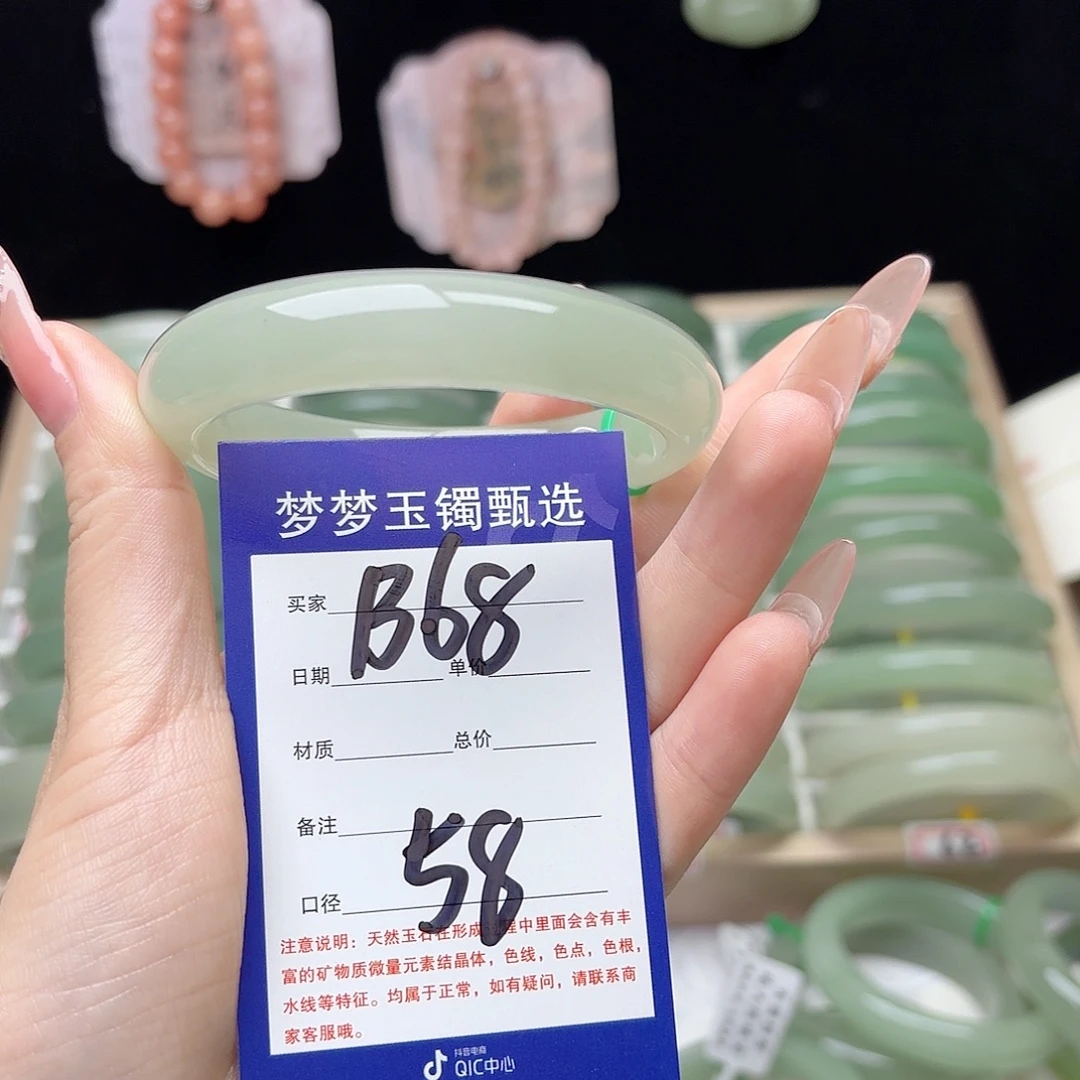 梦梦玉镯甄选
买家 B68
日期 单价
材质 总价
备注
58
口径
注意说明：天然玉石在形成过程中里面会含有丰
富的矿物质微量元素结晶体，色线，色点，色根，
水线等特征。均属于正常，如有疑问，请联系商
家客服哦。
抖音电商
QIC中心